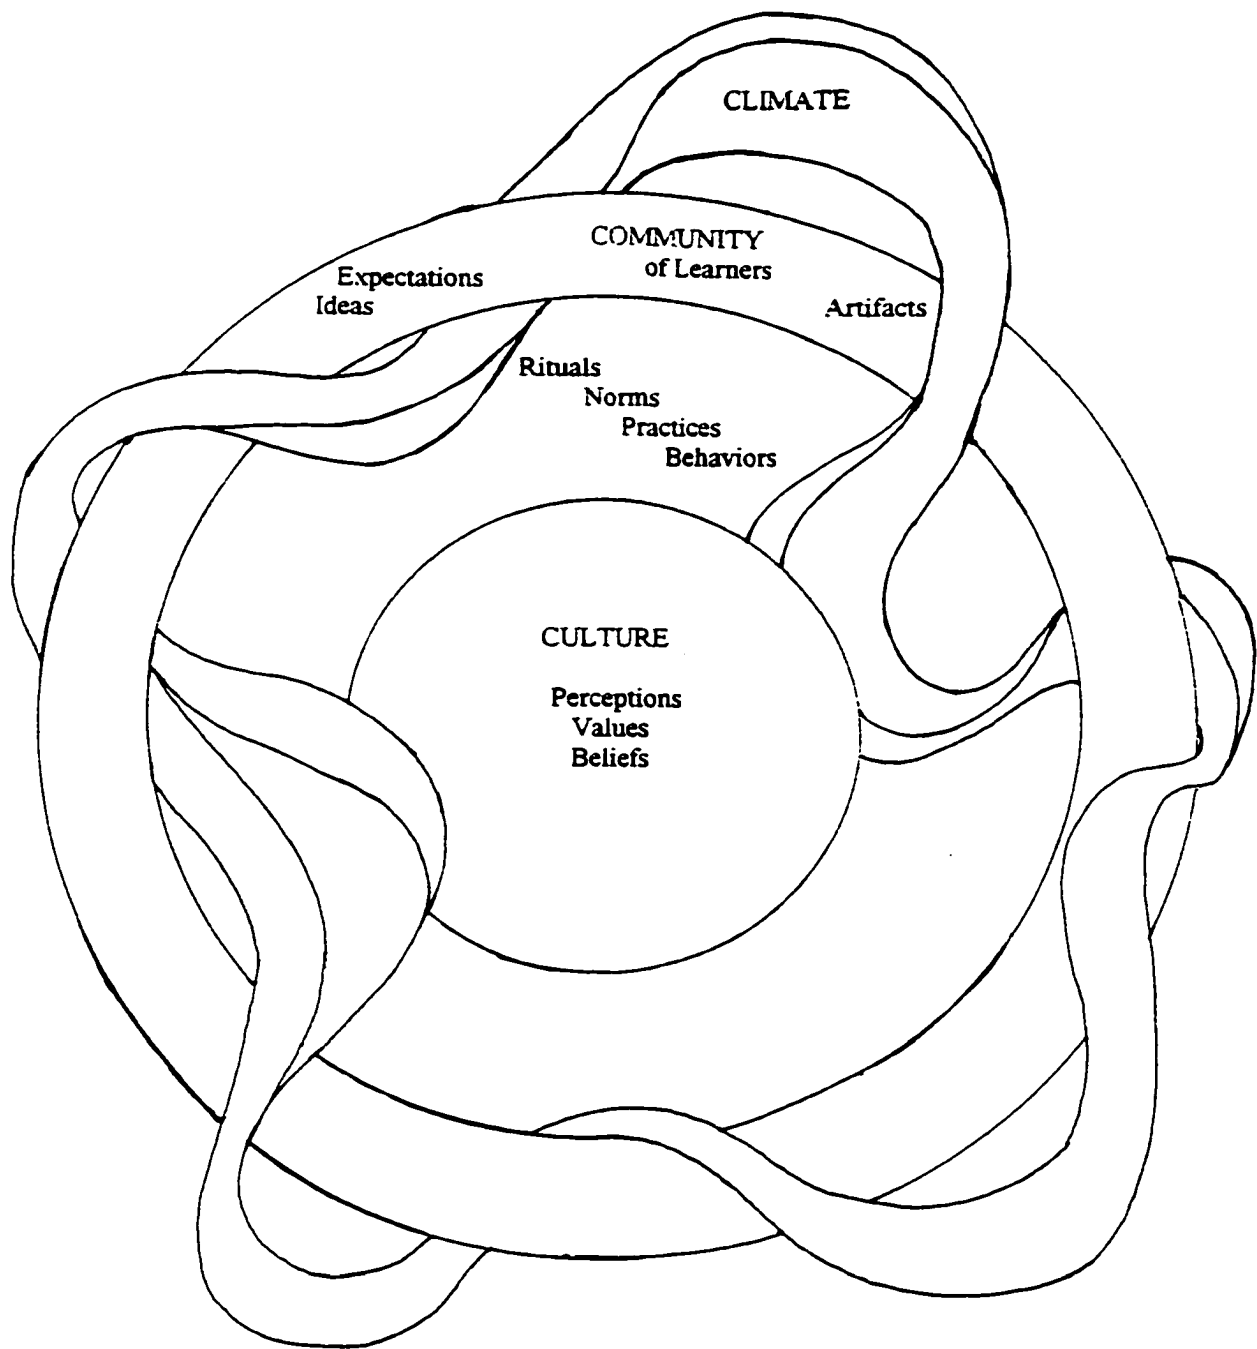 CLIMATE
COMMUNITY
of Learners
Expectations
Ideas
Artifacts
Rituals
Norms
Practices
Behaviors
CULTURE
Perceptions
Values
Beliefs